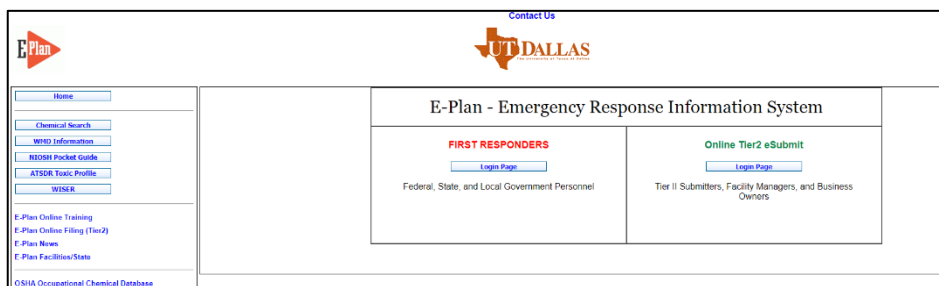 Contact Us
E Plan
UT DALLAS
The University of Texas at Dallas
Home
Chemical Search
WMD Information
NIOSH Pocket Guide
ATSDR Toxic Profile
WISER
E-Plan Online Training
E-Plan Online Filing (Tier2)
E-Plan News
E-Plan Facilities/State
OSHA Occupational Chemical Database
E-Plan - Emergency Response Information System
FIRST RESPONDERS
Login Page
Federal, State, and Local Government Personnel
Online Tier2 eSubmit
Login Page
Tier II Submitters, Facility Managers, and Business
Owners